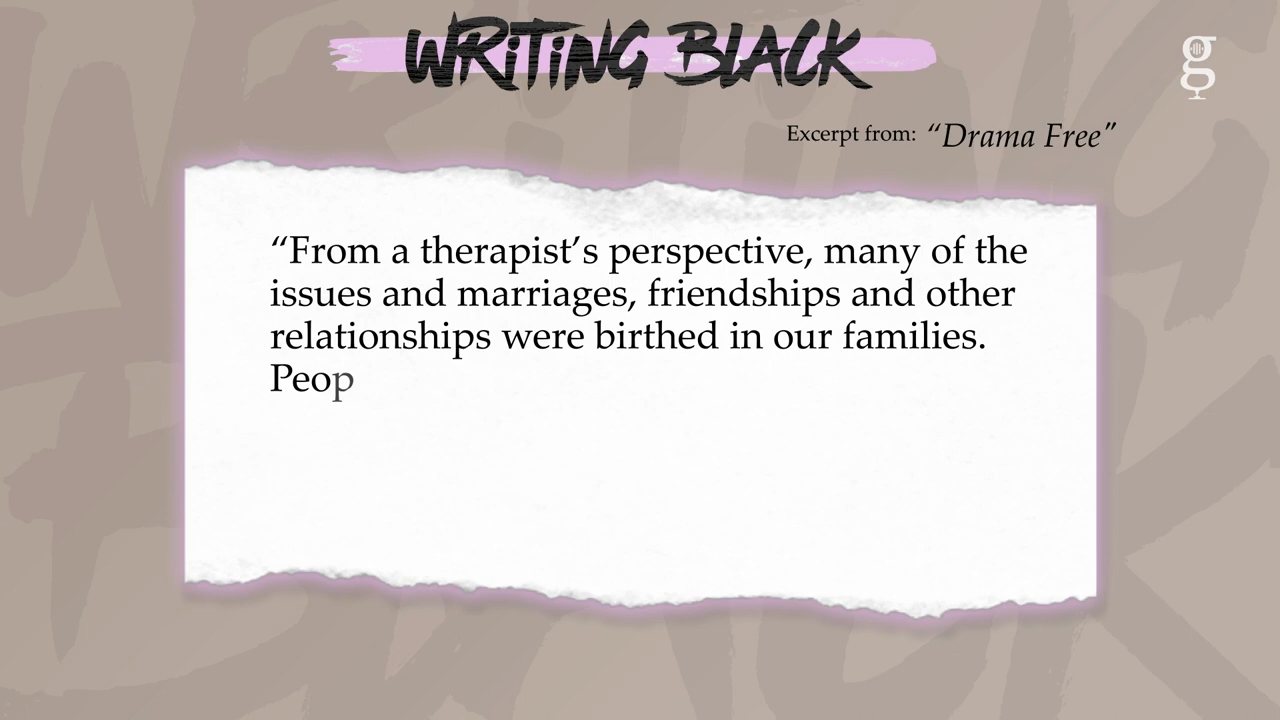 WRiTiNG BLACK
g
Excerpt from: “Drama Free”
“From a therapist’s perspective, many of the
issues and marriages, friendships and other
relationships were birthed in our families.
Peop